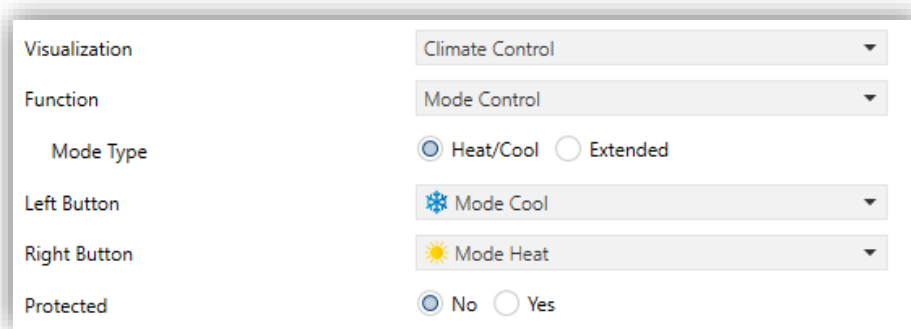 Visualization Climate Control
Function Mode Control
Mode Type Heat/Cool Extended
Left Button Mode Cool
Right Button Mode Heat
Protected No Yes